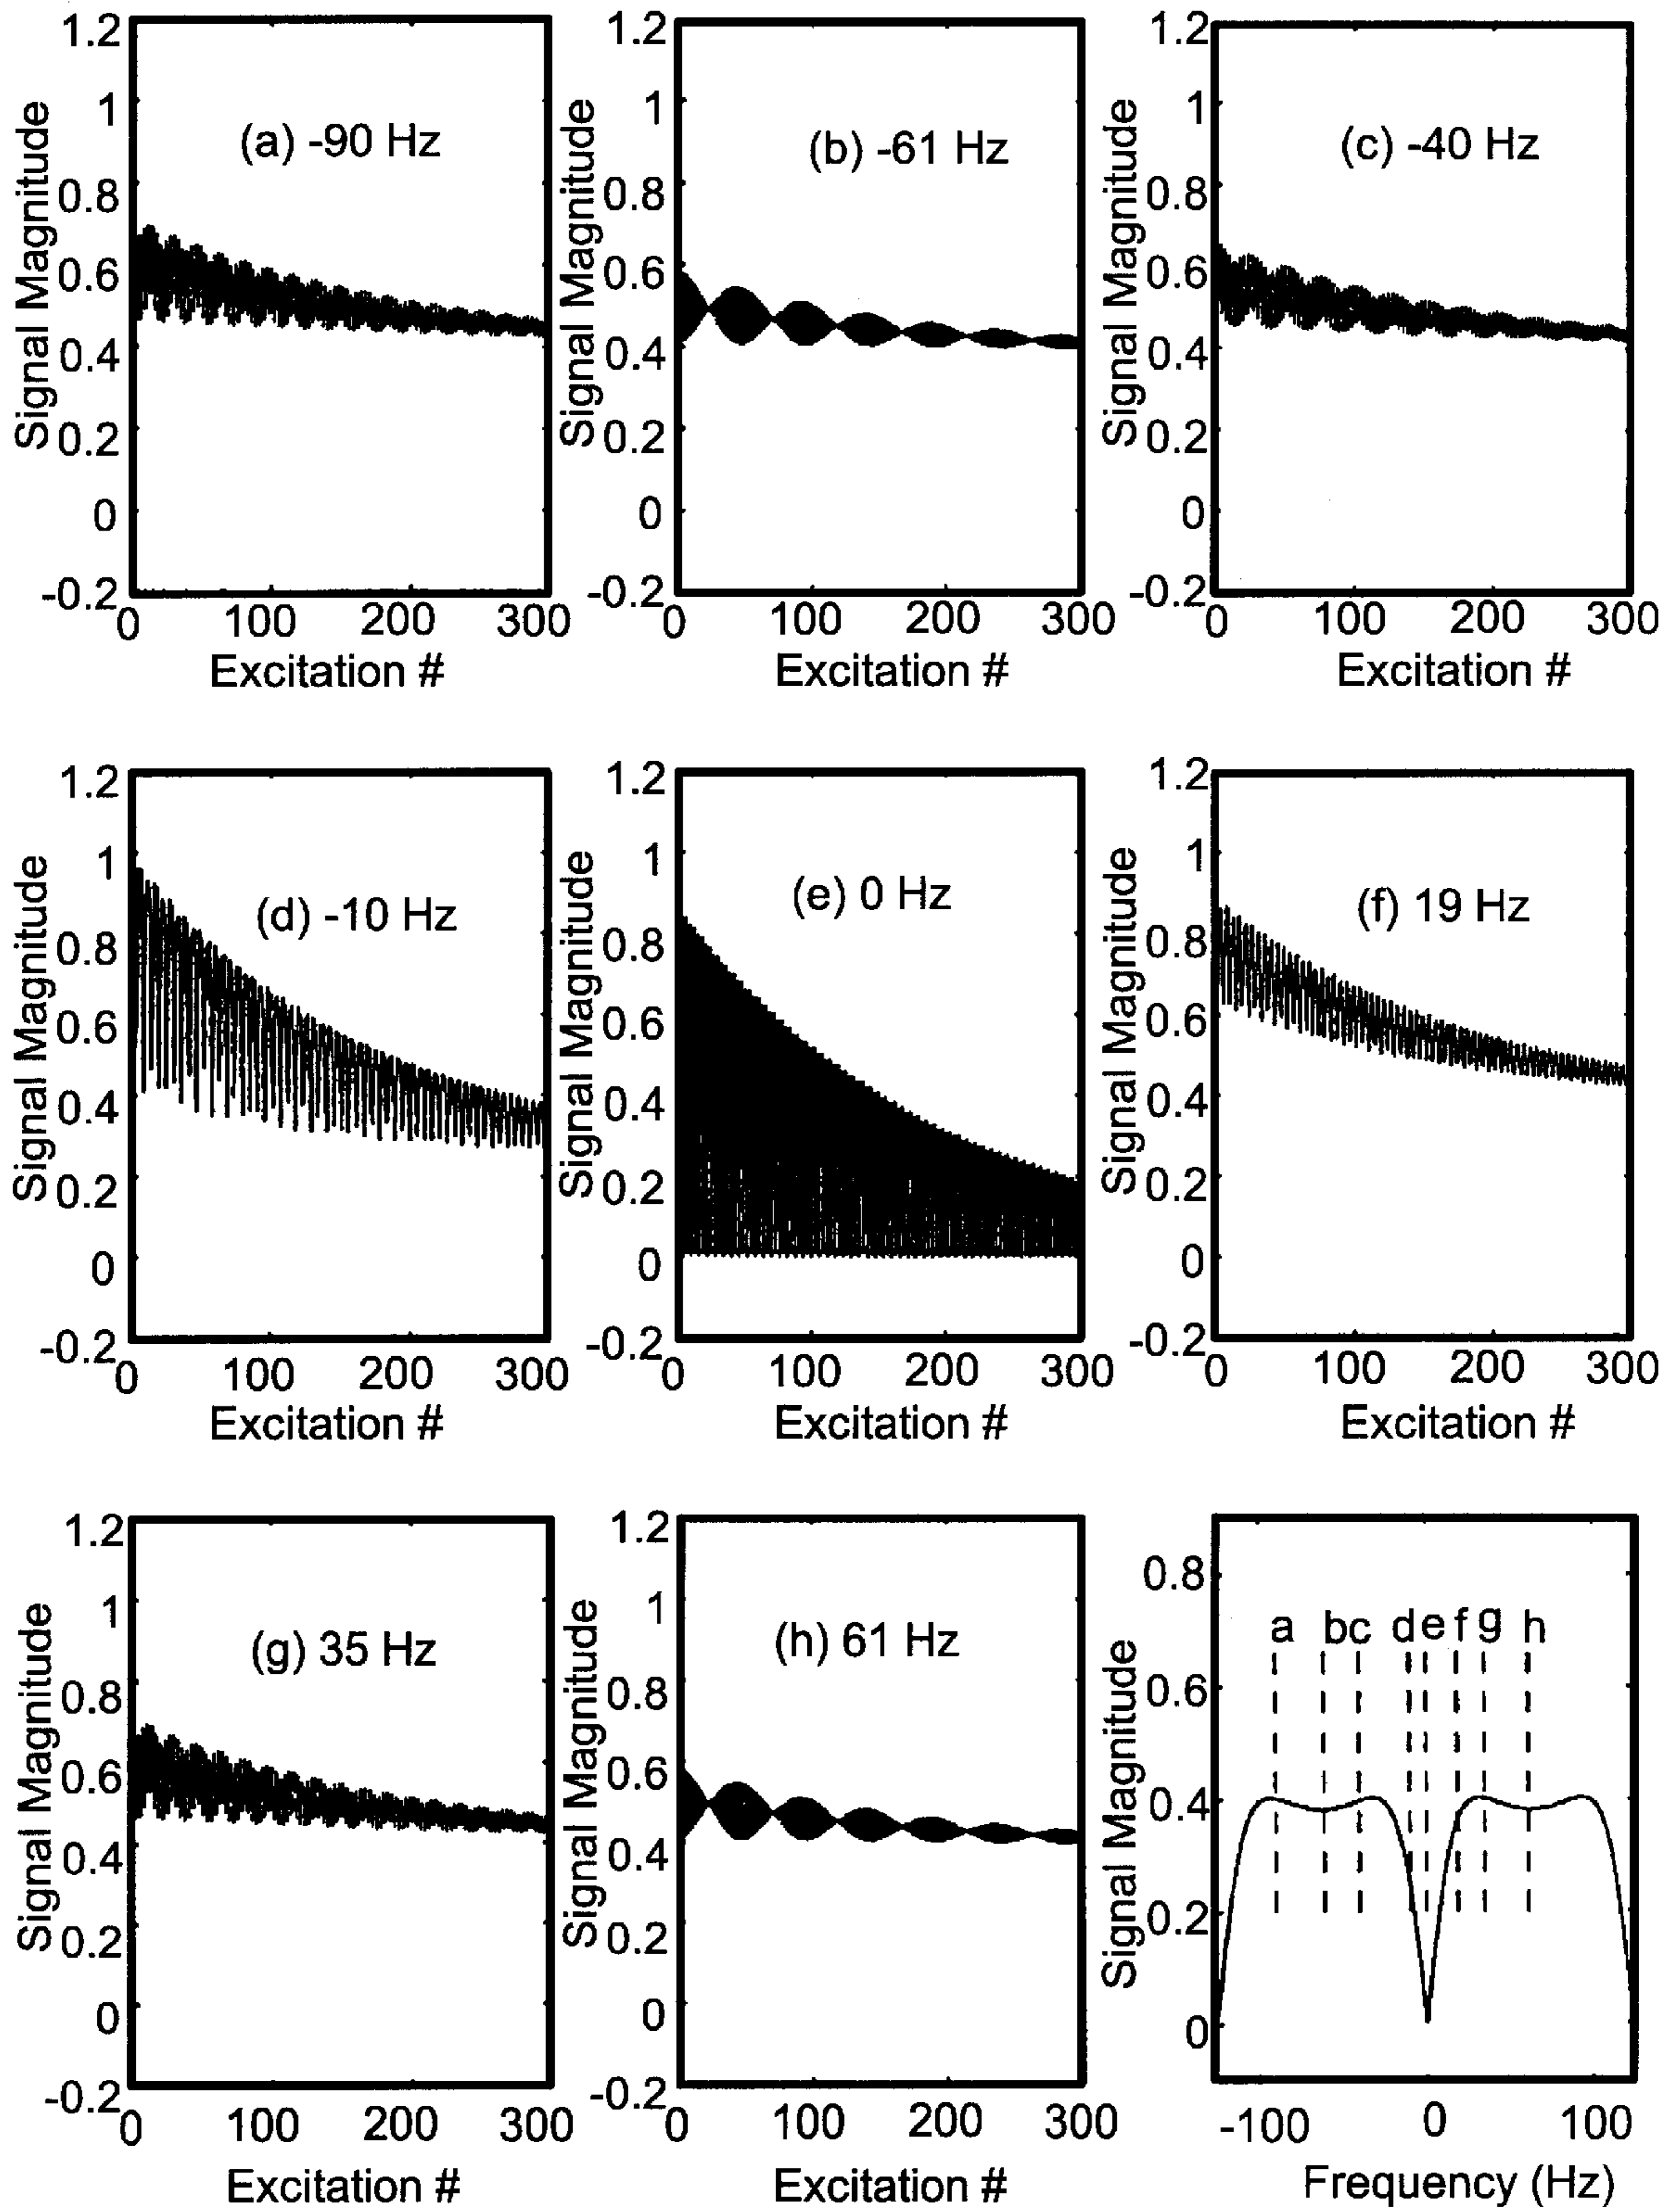 1.2
1
0.8
0.6
0.4
0.2
0
-0.2
Signal Magnitude
(a) -90 Hz
0 100 200 300
Excitation #
1.2
1
0.8
0.6
0.4
0.2
0
-0.2
Signal Magnitude
(b) -61 Hz
0 100 200 300
Excitation #
1.2
1
0.8
0.6
0.4
0.2
0
-0.2
Signal Magnitude
(c) -40 Hz
0 100 200 300
Excitation #
1.2
1
0.8
0.6
0.4
0.2
0
-0.2
Signal Magnitude
(d) -10 Hz
0 100 200 300
Excitation #
1.2
1
0.8
0.6
0.4
0.2
0
-0.2
Signal Magnitude
(e) 0 Hz
0 100 200 300
Excitation #
1.2
1
0.8
0.6
0.4
0.2
0
-0.2
Signal Magnitude
(f) 19 Hz
0 100 200 300
Excitation #
1.2
1
0.8
0.6
0.4
0.2
0
-0.2
Signal Magnitude
(g) 35 Hz
0 100 200 300
Excitation #
1.2
1
0.8
0.6
0.4
0.2
0
-0.2
Signal Magnitude
(h) 61 Hz
0 100 200 300
Excitation #
0.8
0.6
0.4
0.2
0
Signal Magnitude
a b c d e f g h
-100 0 100
Frequency (Hz)